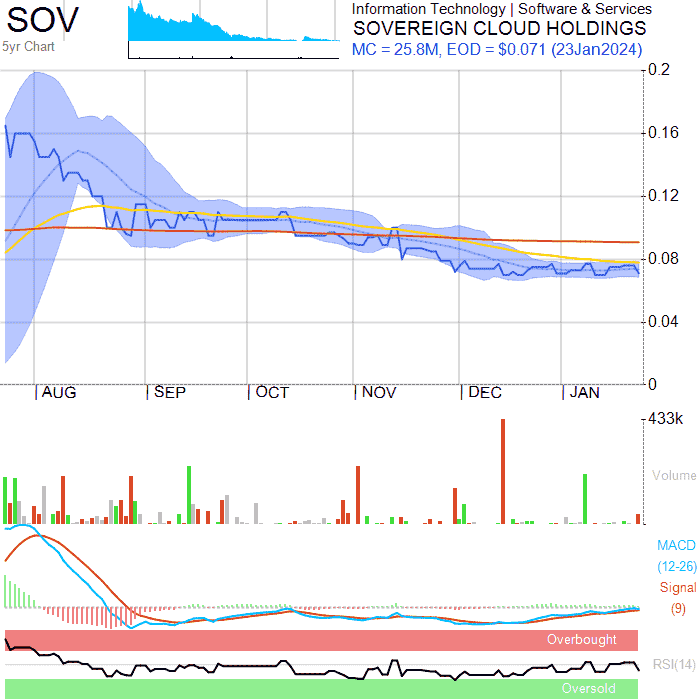 SOV
5yr Chart
Information Technology | Software & Services
SOVEREIGN CLOUD HOLDINGS
MC = 25.8M, EOD = $0.071 (23Jan2024)
0.2
0.16
0.12
0.08
0.04
0
AUG SEP OCT NOV DEC JAN
433k
Volume
MACD
(12-26)
Signal
(9)
Overbought
RSI(14)
Oversold